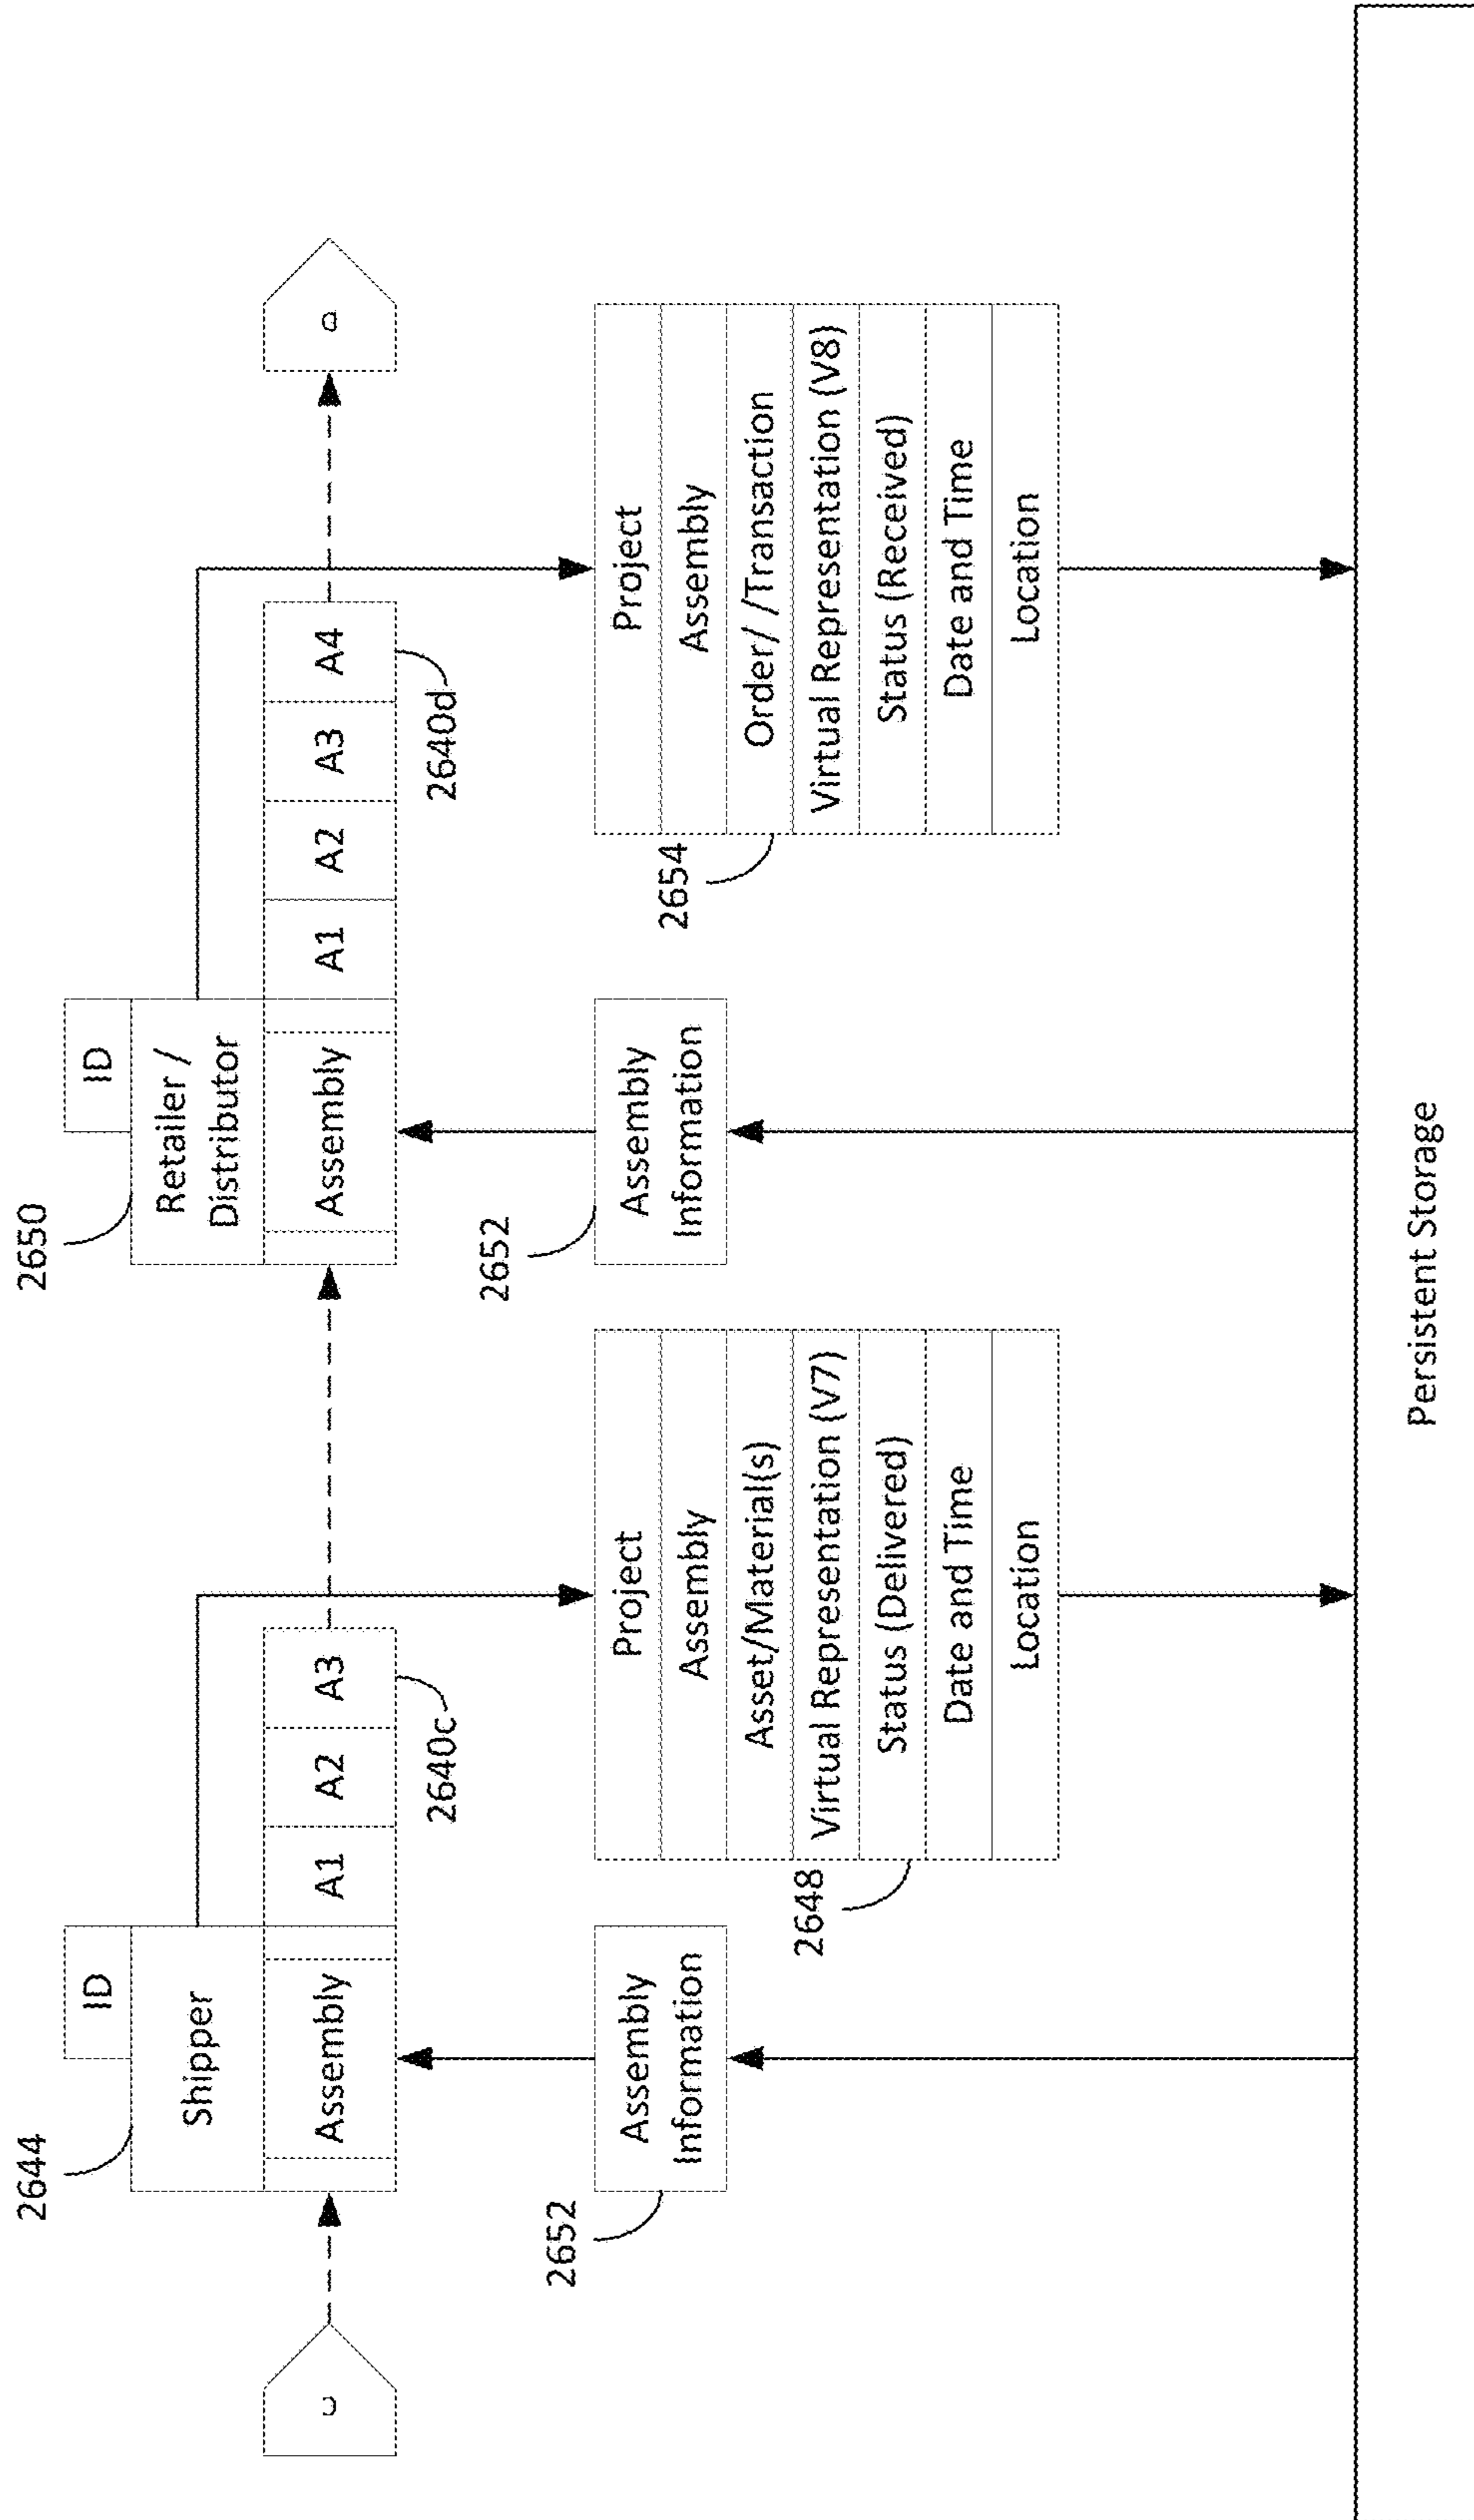 2644
ID
Shipper
Assembly
A1
A2
A3
2640c
c
2652
Assembly
Information
2648
Project
Assembly
Asset/Material(s)
Virtual Representation (V7)
Status (Delivered)
Date and Time
Location
2650
ID
Retailer /
Distributor
Assembly
A1
A2
A3
A4
2640d
d
2652
Assembly
Information
2654
Project
Assembly
Order/ /Transaction
Virtual Representation (V8)
Status (Received)
Date and Time
Location
Persistent Storage